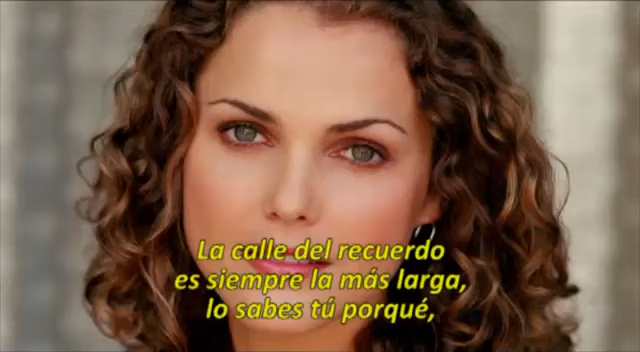 La calle del recuerdo
es siempre la más larga,
lo sabes tú porqué,